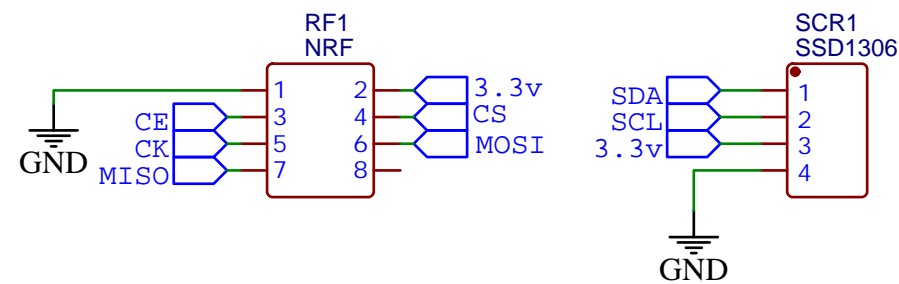 RF1
NRF
1
2
3
4
5
6
7
8
3.3v
CS
MOSI
CE
CK
MISO
GND
SCR1
SSD1306
SDA
SCL
3.3v
1
2
3
4
GND